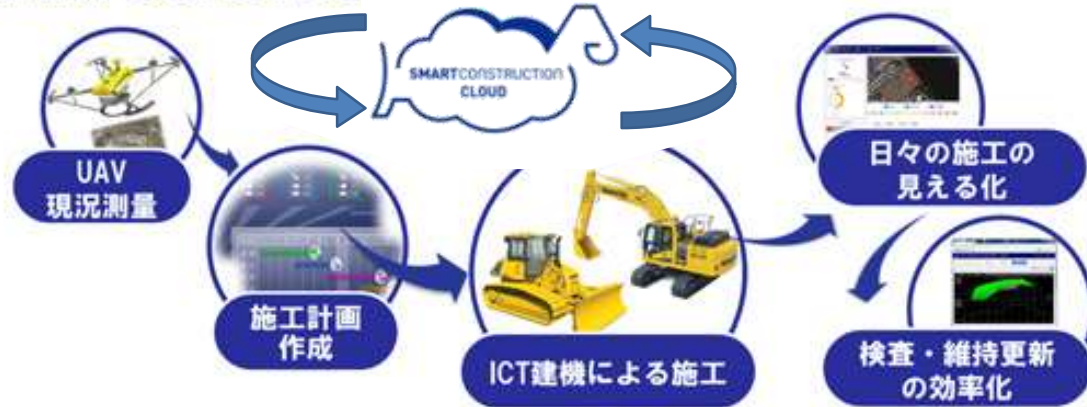 SMARTCONSTRUCTION
CLOUD
UAV
現況測量
施工計画
作成
ICT建機による施工
日々の施工の
見える化
検査・維持更新
の効率化